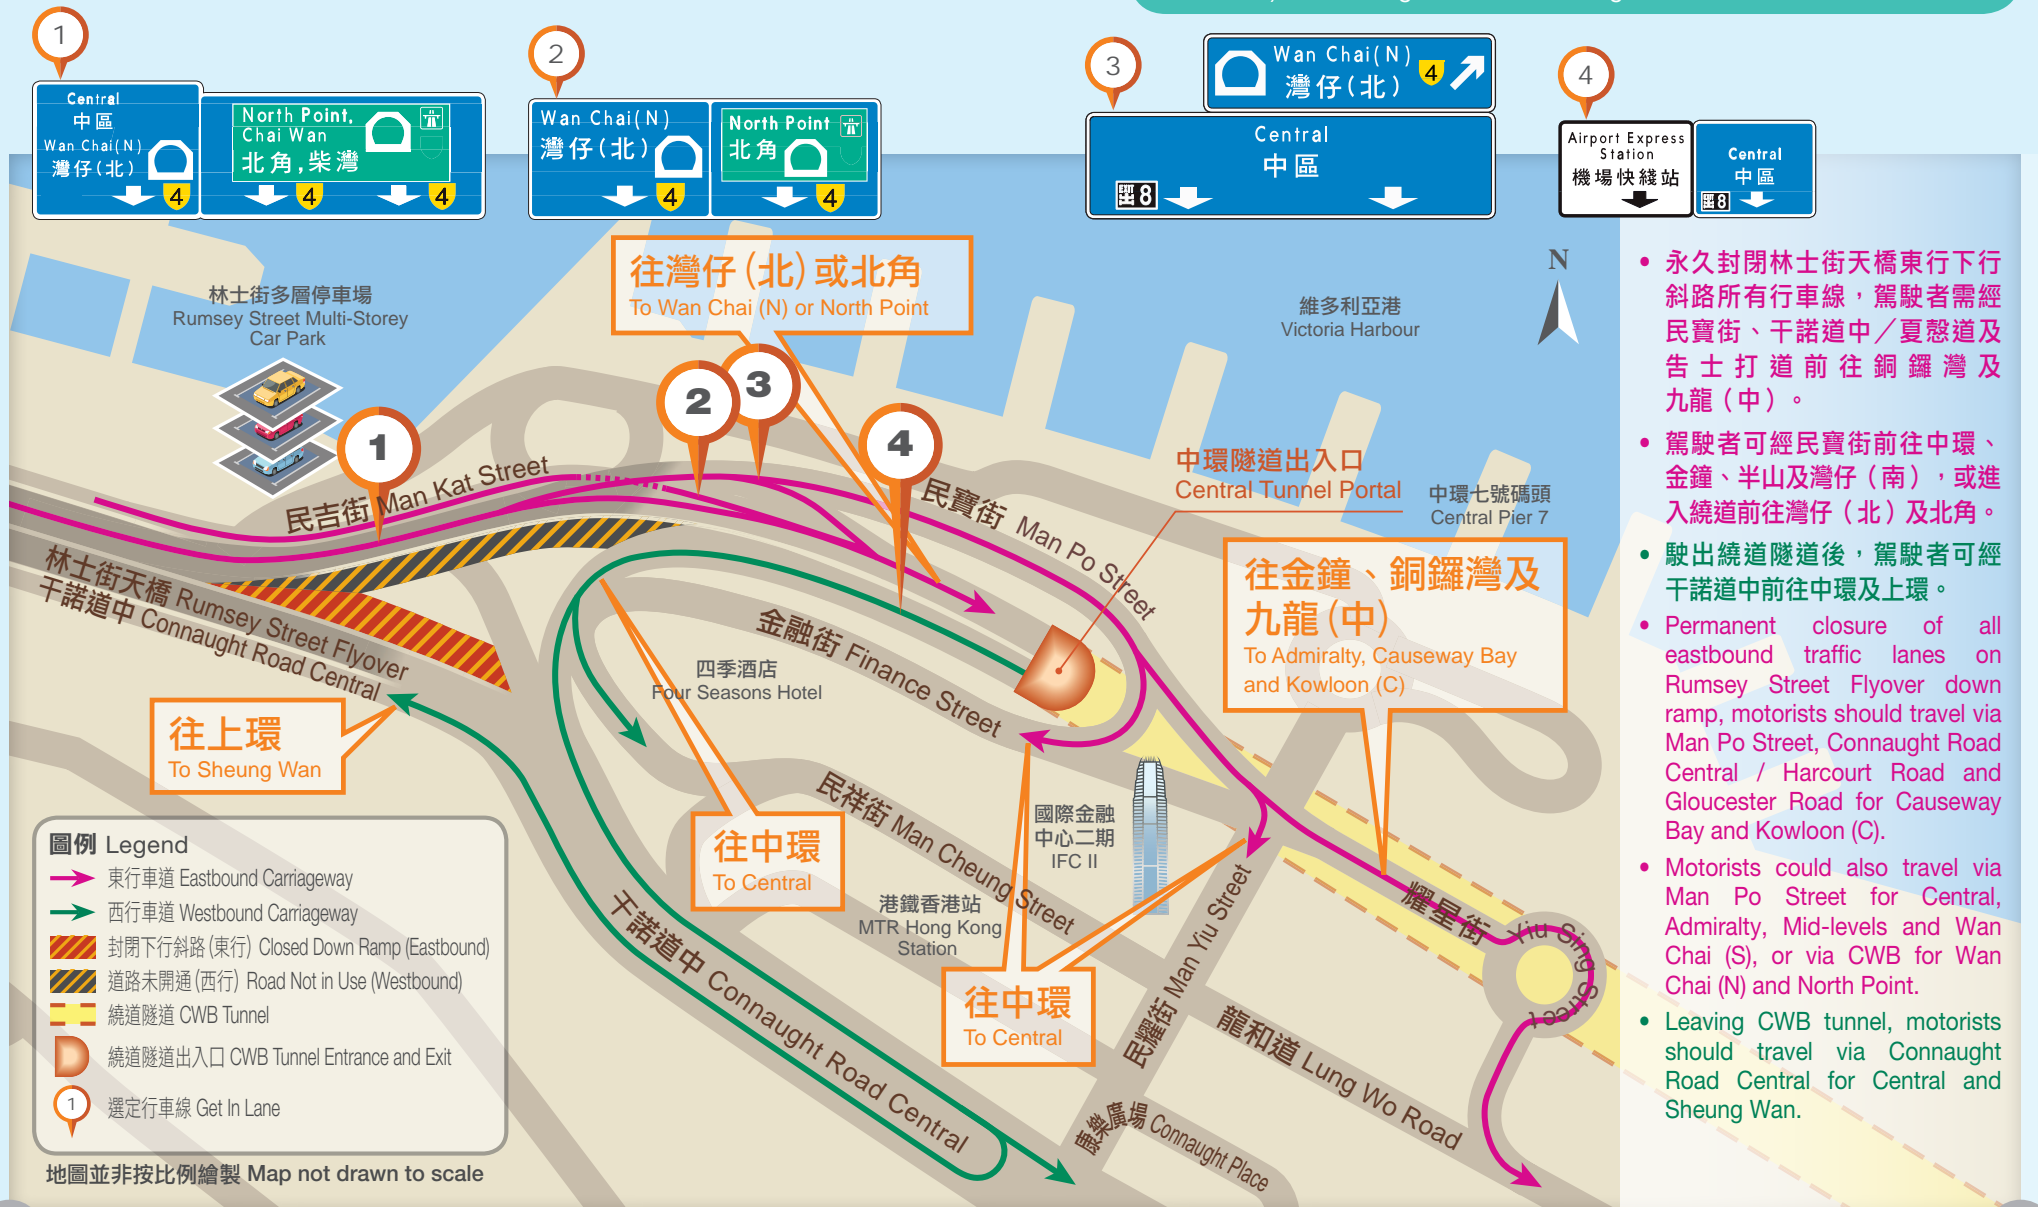 1
Central
中區
Wan Chai(N)
灣仔(北)
4
North Point,
Chai Wan
北角,柴灣
4
4
2
Wan Chai(N)
灣仔(北)
4
North Point
北角
4
3
Wan Chai(N)
灣仔(北)
4
Central
中區
出 8
4
Airport Express
Station
機場快綫站
Central
中區
出 8
林士街多層停車場
Rumsey Street Multi-Storey
Car Park
往灣仔(北)或北角
To Wan Chai (N) or North Point
維多利亞港
Victoria Harbour
N
1
2
3
4
民吉街 Man Kat Street
民寶街 Man Po Street
中環隧道出入口
Central Tunnel Portal
中環七號碼頭
Central Pier 7
林士街天橋 Rumsey Street Flyover
干諾道中 Connaught Road Central
金融街 Finance Street
往金鐘、銅鑼灣及
九龍(中)
To Admiralty, Causeway Bay
and Kowloon (C)
四季酒店
Four Seasons Hotel
往上環
To Sheung Wan
往中環
To Central
民祥街 Man Cheung Street
國際金融
中心二期
IFC II
港鐵香港站
MTR Hong Kong
Station
往中環
To Central
干諾道中 Connaught Road Central
民耀街 Man Yiu Street
耀星街 Yiu Sing Street
龍和道 Lung Wo Road
康樂廣場 Connaught Place
圖例 Legend
東行車道 Eastbound Carriageway
西行車道 Westbound Carriageway
封閉下行斜路(東行) Closed Down Ramp (Eastbound)
道路未開通(西行) Road Not in Use (Westbound)
繞道隧道 CWB Tunnel
繞道隧道出入口 CWB Tunnel Entrance and Exit
1
選定行車線 Get In Lane
地圖並非按比例繪製 Map not drawn to scale
• 永久封閉林士街天橋東行下行
斜路所有行車線，駕駛者需經
民寶街、干諾道中／夏慤道及
告士打道前往銅鑼灣及
九龍（中）。
• 駕駛者可經民寶街前往中環、
金鐘、半山及灣仔（南），或進
入繞道前往灣仔（北）及北角。
• 駛出繞道隧道後，駕駛者可經
干諾道中前往中環及上環。
• Permanent closure of all
eastbound traffic lanes on
Rumsey Street Flyover down
ramp, motorists should travel via
Man Po Street, Connaught Road
Central / Harcourt Road and
Gloucester Road for Causeway
Bay and Kowloon (C).
• Motorists could also travel via
Man Po Street for Central,
Admiralty, Mid-levels and Wan
Chai (S), or via CWB for Wan
Chai (N) and North Point.
• Leaving CWB tunnel, motorists
should travel via Connaught
Road Central for Central and
Sheung Wan.